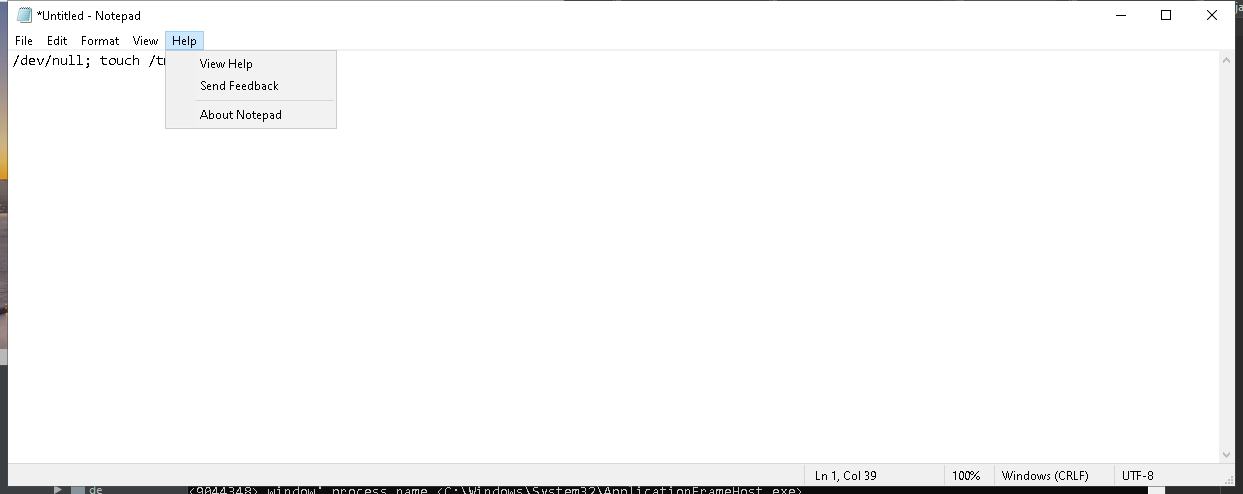 *Untitled - Notepad
File Edit Format View Help
/dev/null; touch
View Help
Send Feedback
About Notepad
Ln 1, Col 39 100% Windows (CRLF) UTF-8
de <9044348> window' process name <C:\Windows\System32\ApplicationFrameHost.exe>